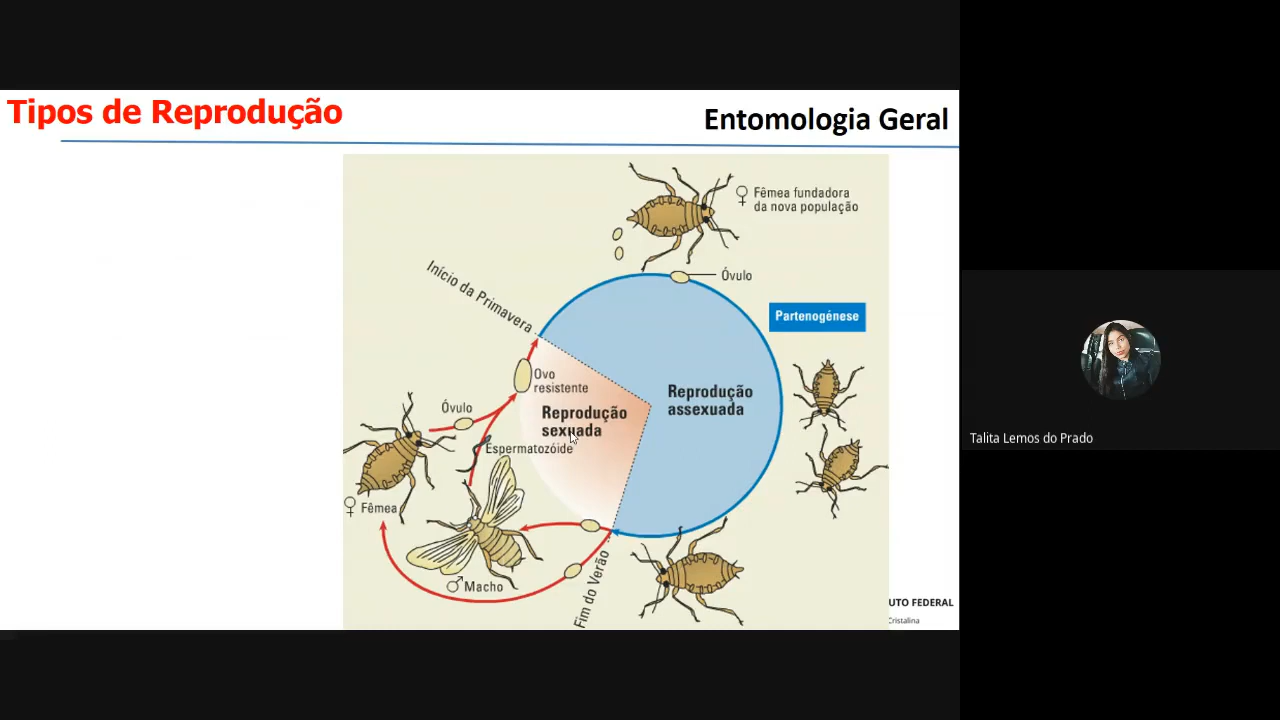 Tipos de Reprodução
Entomologia Geral
♀ Fêmea fundadora
da nova população
Óvulo
Início da Primavera
Partenogénese
Ovo
resistente
Reprodução
sexuada
Reprodução
assexuada
Óvulo
Espermatozóide
♀ Fêmea
♂ Macho
Fim do Verão
UTO FEDERAL
Cristalina
Talita Lemos do Prado